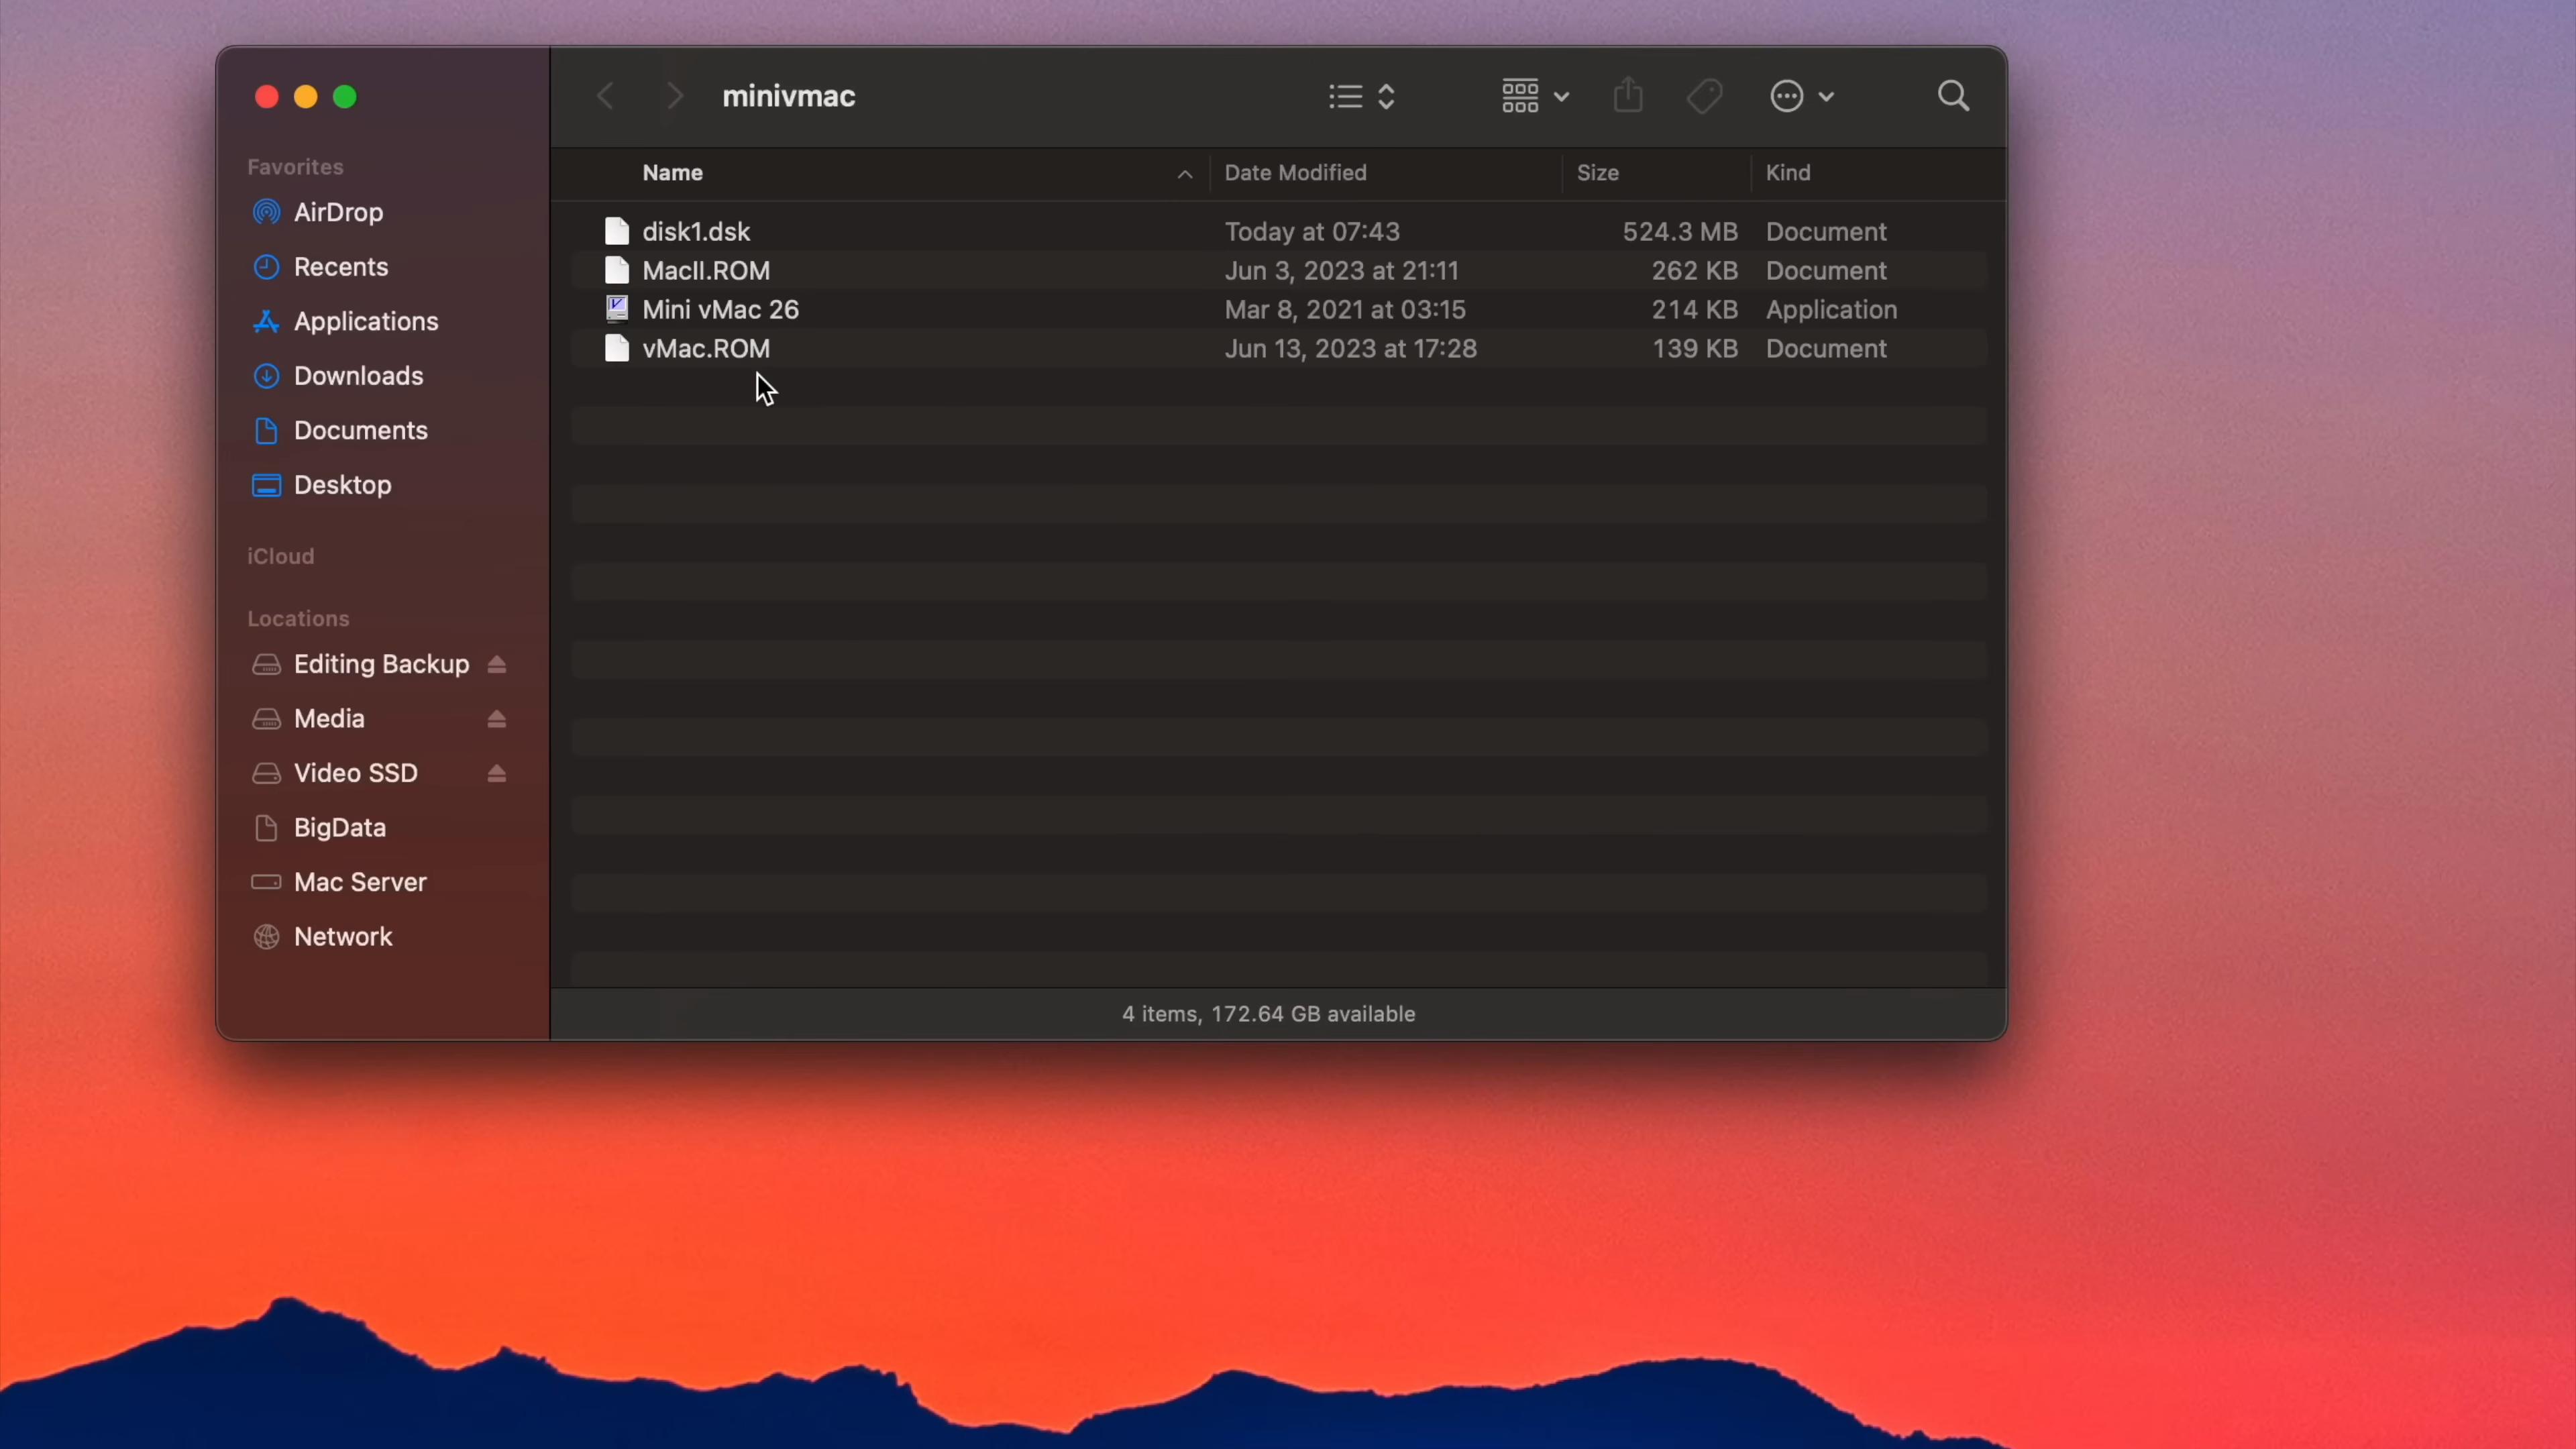 minivmac
Favorites
AirDrop
Recents
Applications
Downloads
Documents
Desktop
iCloud
Locations
Editing Backup
Media
Video SSD
BigData
Mac Server
Network
Name Date Modified Size Kind
disk1.dsk Today at 07:43 524.3 MB Document
MacII.ROM Jun 3, 2023 at 21:11 262 KB Document
Mini vMac 26 Mar 8, 2021 at 03:15 214 KB Application
vMac.ROM Jun 13, 2023 at 17:28 139 KB Document
4 items, 172.64 GB available